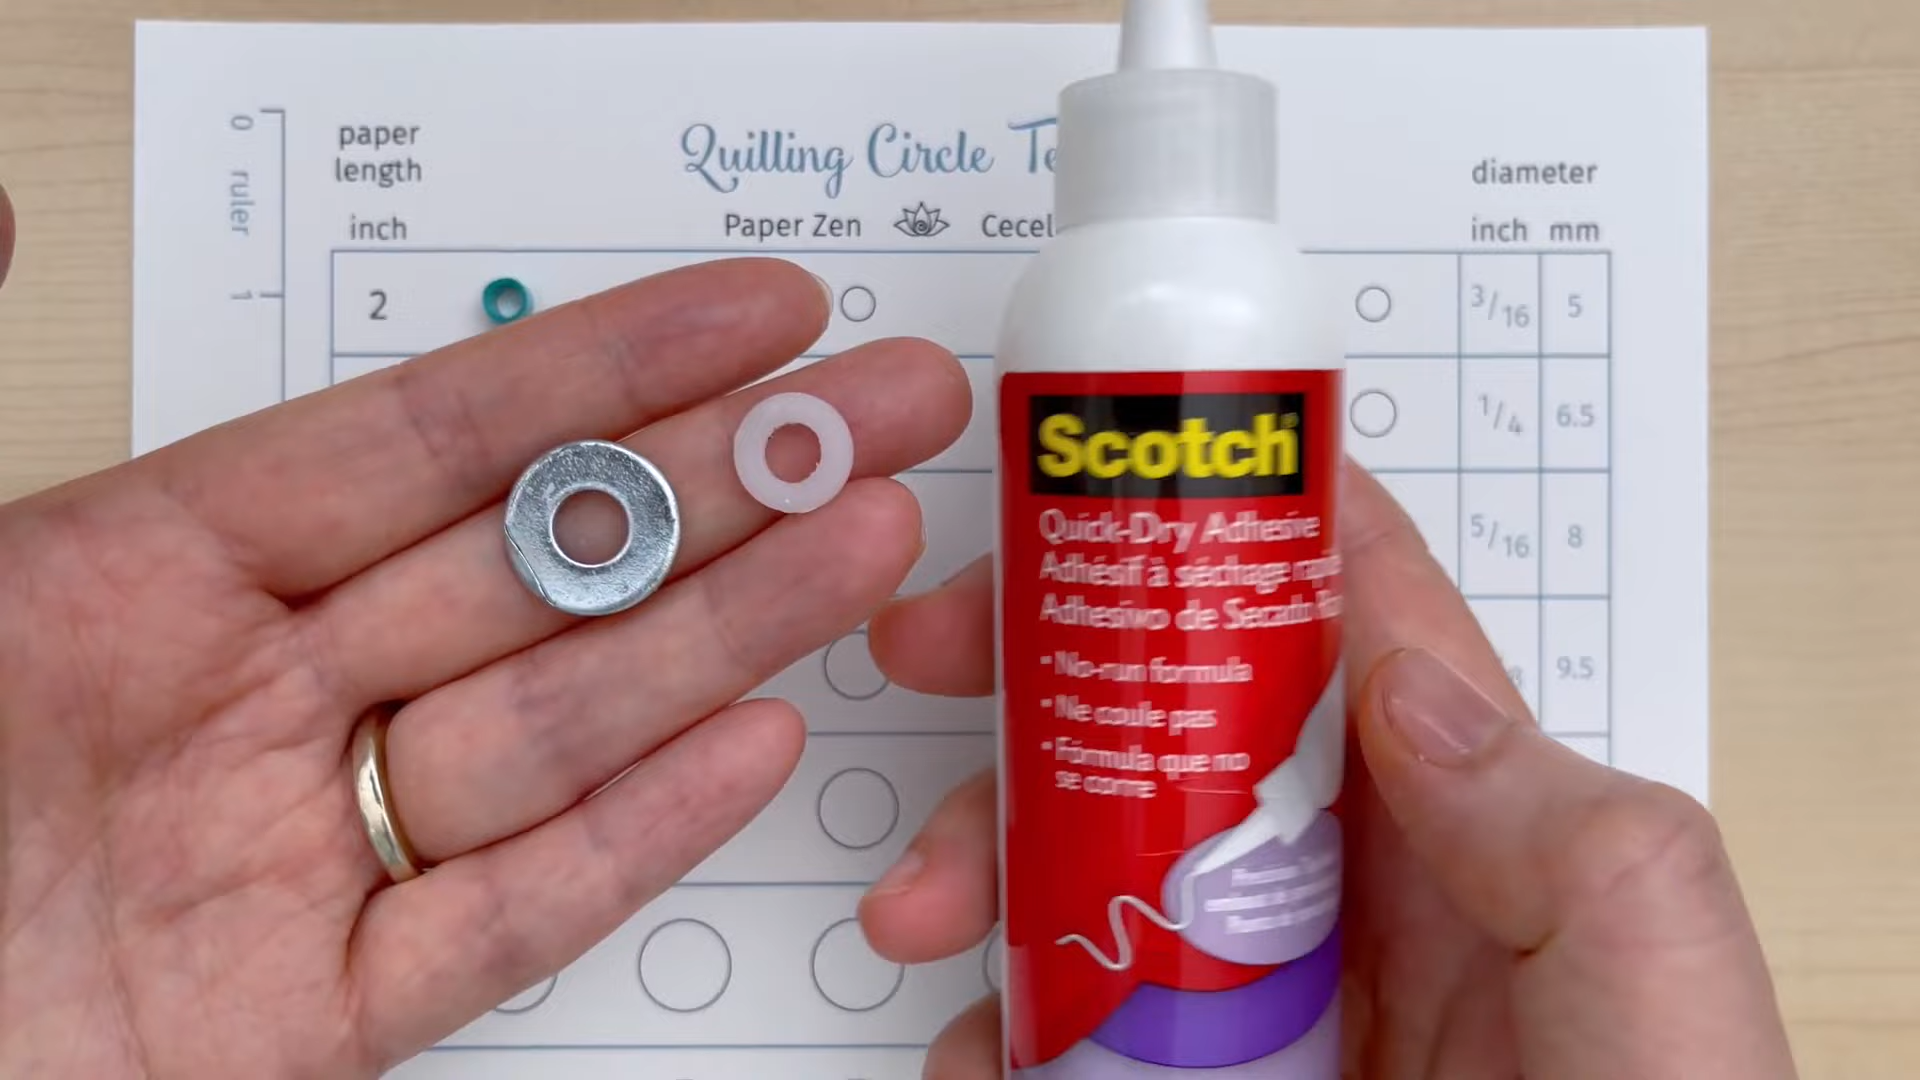 0
ruler
1
paper
length
inch
Quilling Circle Te
Paper Zen
Cecel
diameter
inch mm
2
3/16 5
1/4 6.5
5/16 8
9.5
Scotch
Quick-Dry Adhesive
Adhésif à séchage rapi
Adhesivo de Secado
• No-run formula
• Ne coule pas
• Fórmula que no
se corre